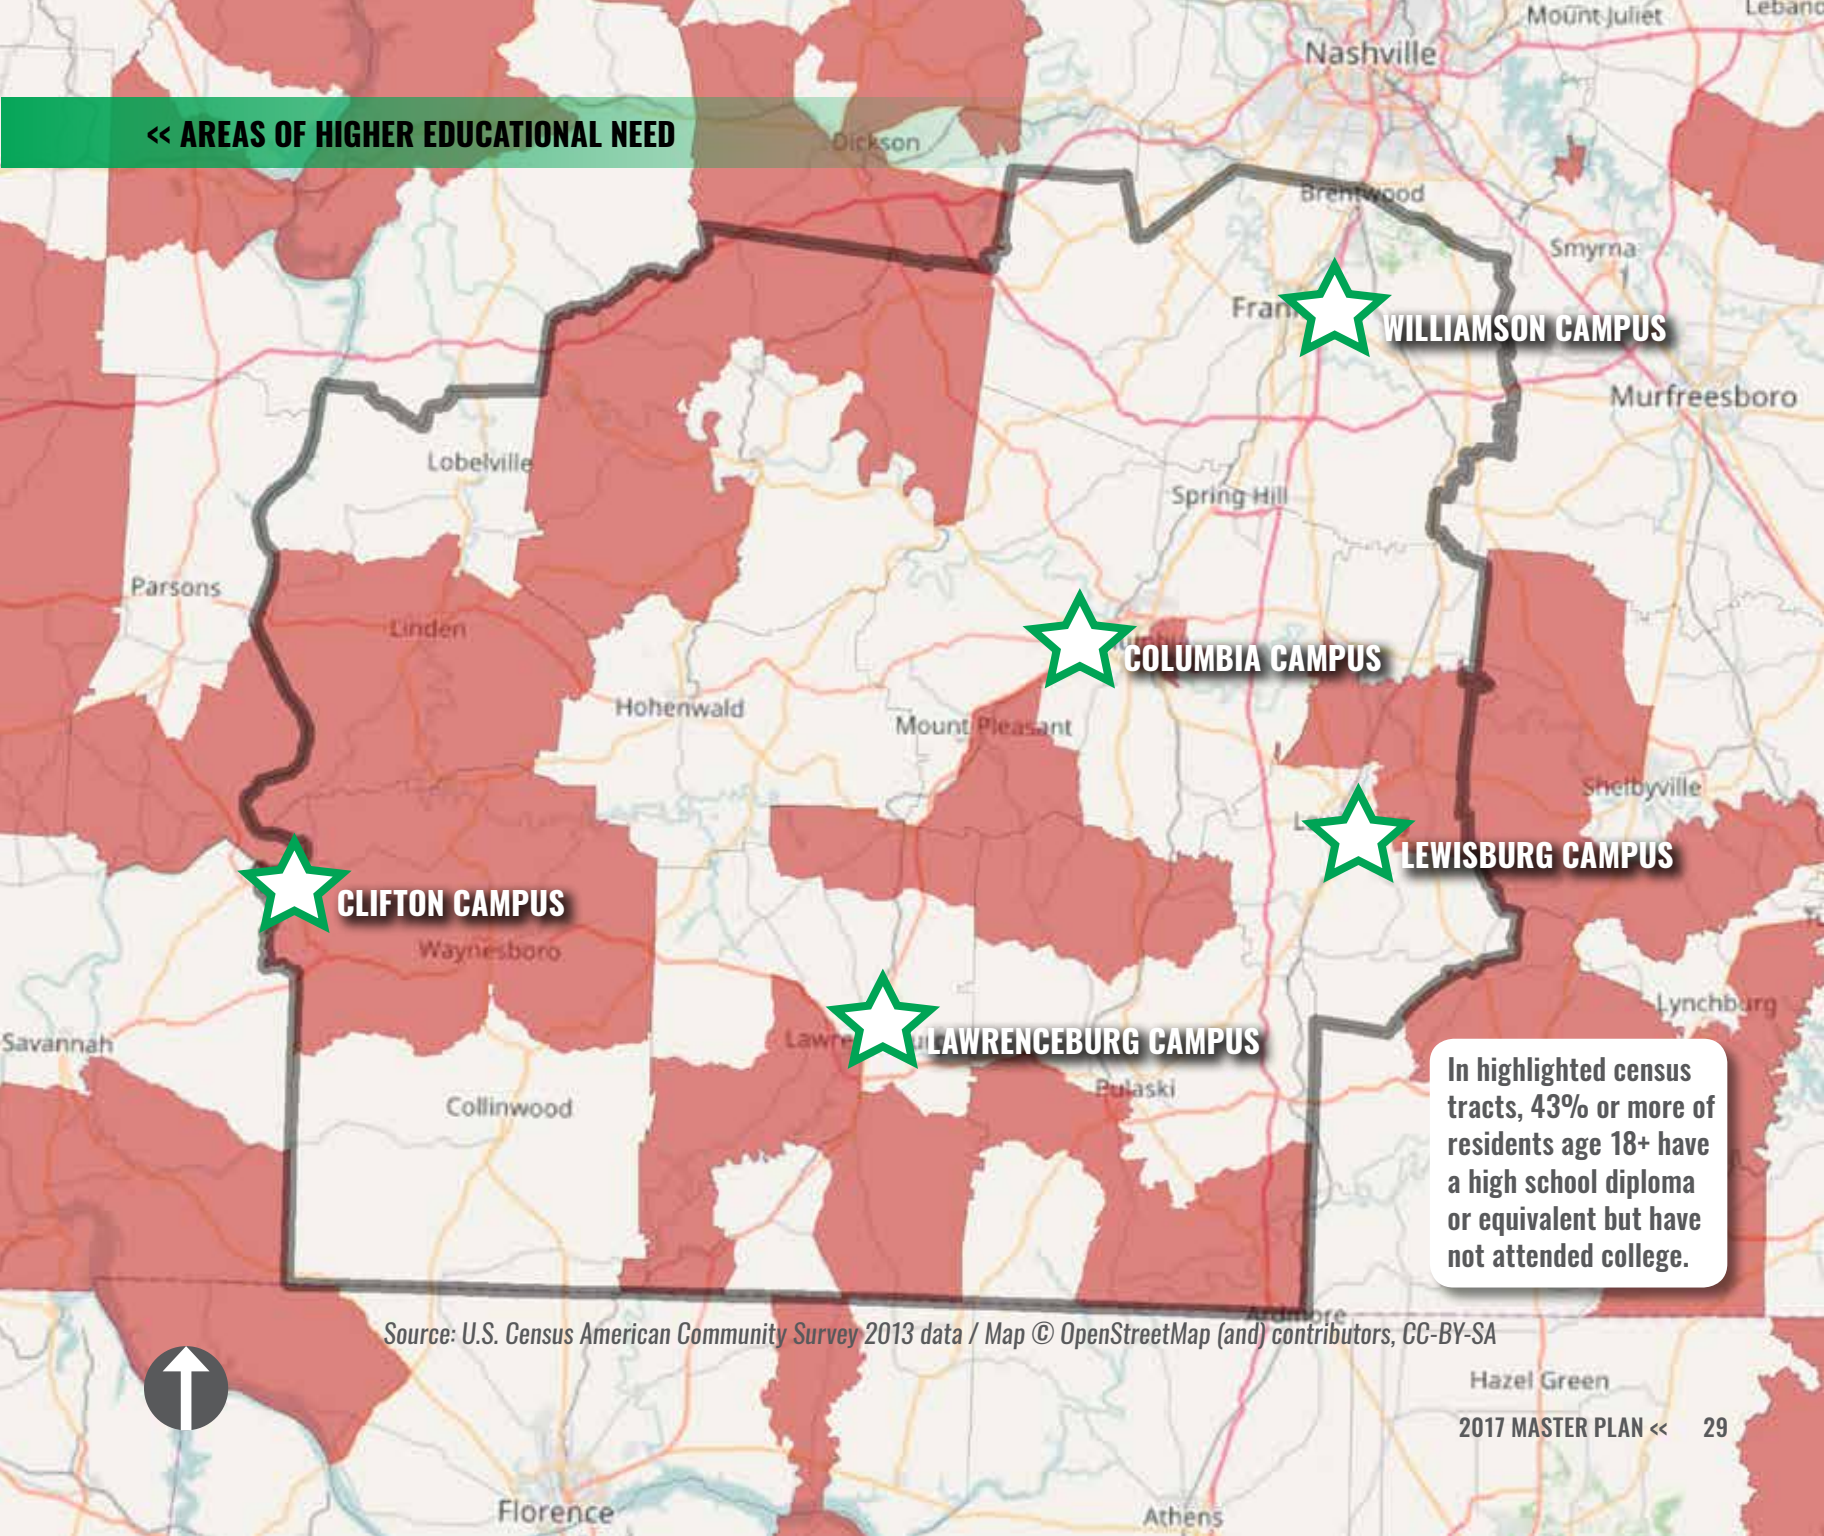 Mount Juliet
Nashville
<< AREAS OF HIGHER EDUCATIONAL NEED
Dickson
Brentwood
Smyrna
WILLIAMSON CAMPUS
Murfreesboro
Lobelville
Spring Hill
Parsons
Linden
COLUMBIA CAMPUS
Hohenwald
Mount Pleasant
Shelbyville
LEWISBURG CAMPUS
CLIFTON CAMPUS
Waynesboro
Lynchburg
Savannah
LAWRENCEBURG CAMPUS
Pulaski
Collinwood
In highlighted census
tracts, 43% or more of
residents age 18+ have
a high school diploma
or equivalent but have
not attended college.
Ardmore
Source: U.S. Census American Community Survey 2013 data / Map © OpenStreetMap (and) contributors, CC-BY-SA
Hazel Green
2017 MASTER PLAN << 29
Florence
Athens